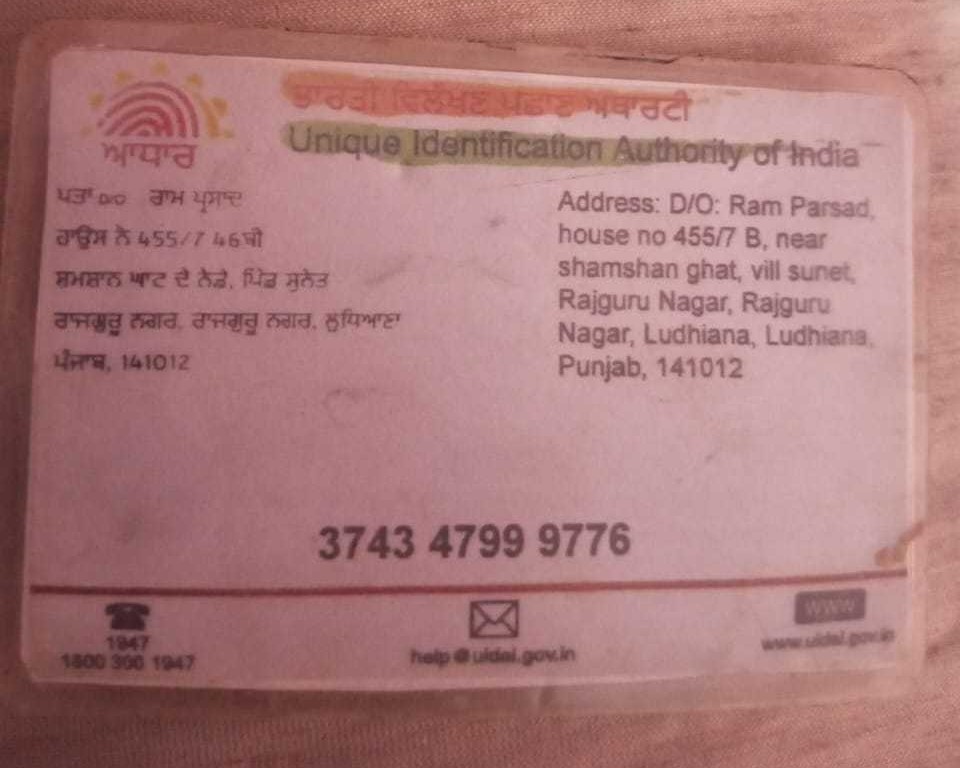 ਭਾਰਤੀ ਵਿਲੱਖਣ ਪਛਾਣ ਅਥਾਰਟੀ
Unique Identification Authority of India
ਆਧਾਰ
ਪਤਾ D/O ਰਾਮ ਪ੍ਰਸਾਦ
ਹਾਊਸ ਨੋ 455/7 46ਬੀ
ਸ਼ਮਸ਼ਾਨ ਘਾਟ ਦੇ ਨੇੜੇ, ਪਿੰਡ ਸੁਨੇਤ
ਰਾਜਗੁਰੂ ਨਗਰ, ਰਾਜਗੁਰੂ ਨਗਰ, ਲੁਧਿਆਣਾ
ਪੰਜਾਬ, 141012
Address: D/O: Ram Parsad,
house no 455/7 B, near
shamshan ghat, vill sunet,
Rajguru Nagar, Rajguru
Nagar, Ludhiana, Ludhiana,
Punjab, 141012
3743 4799 9776
1947
1800 300 1947
help@uidai.gov.in
WWW
www.uidai.gov.in